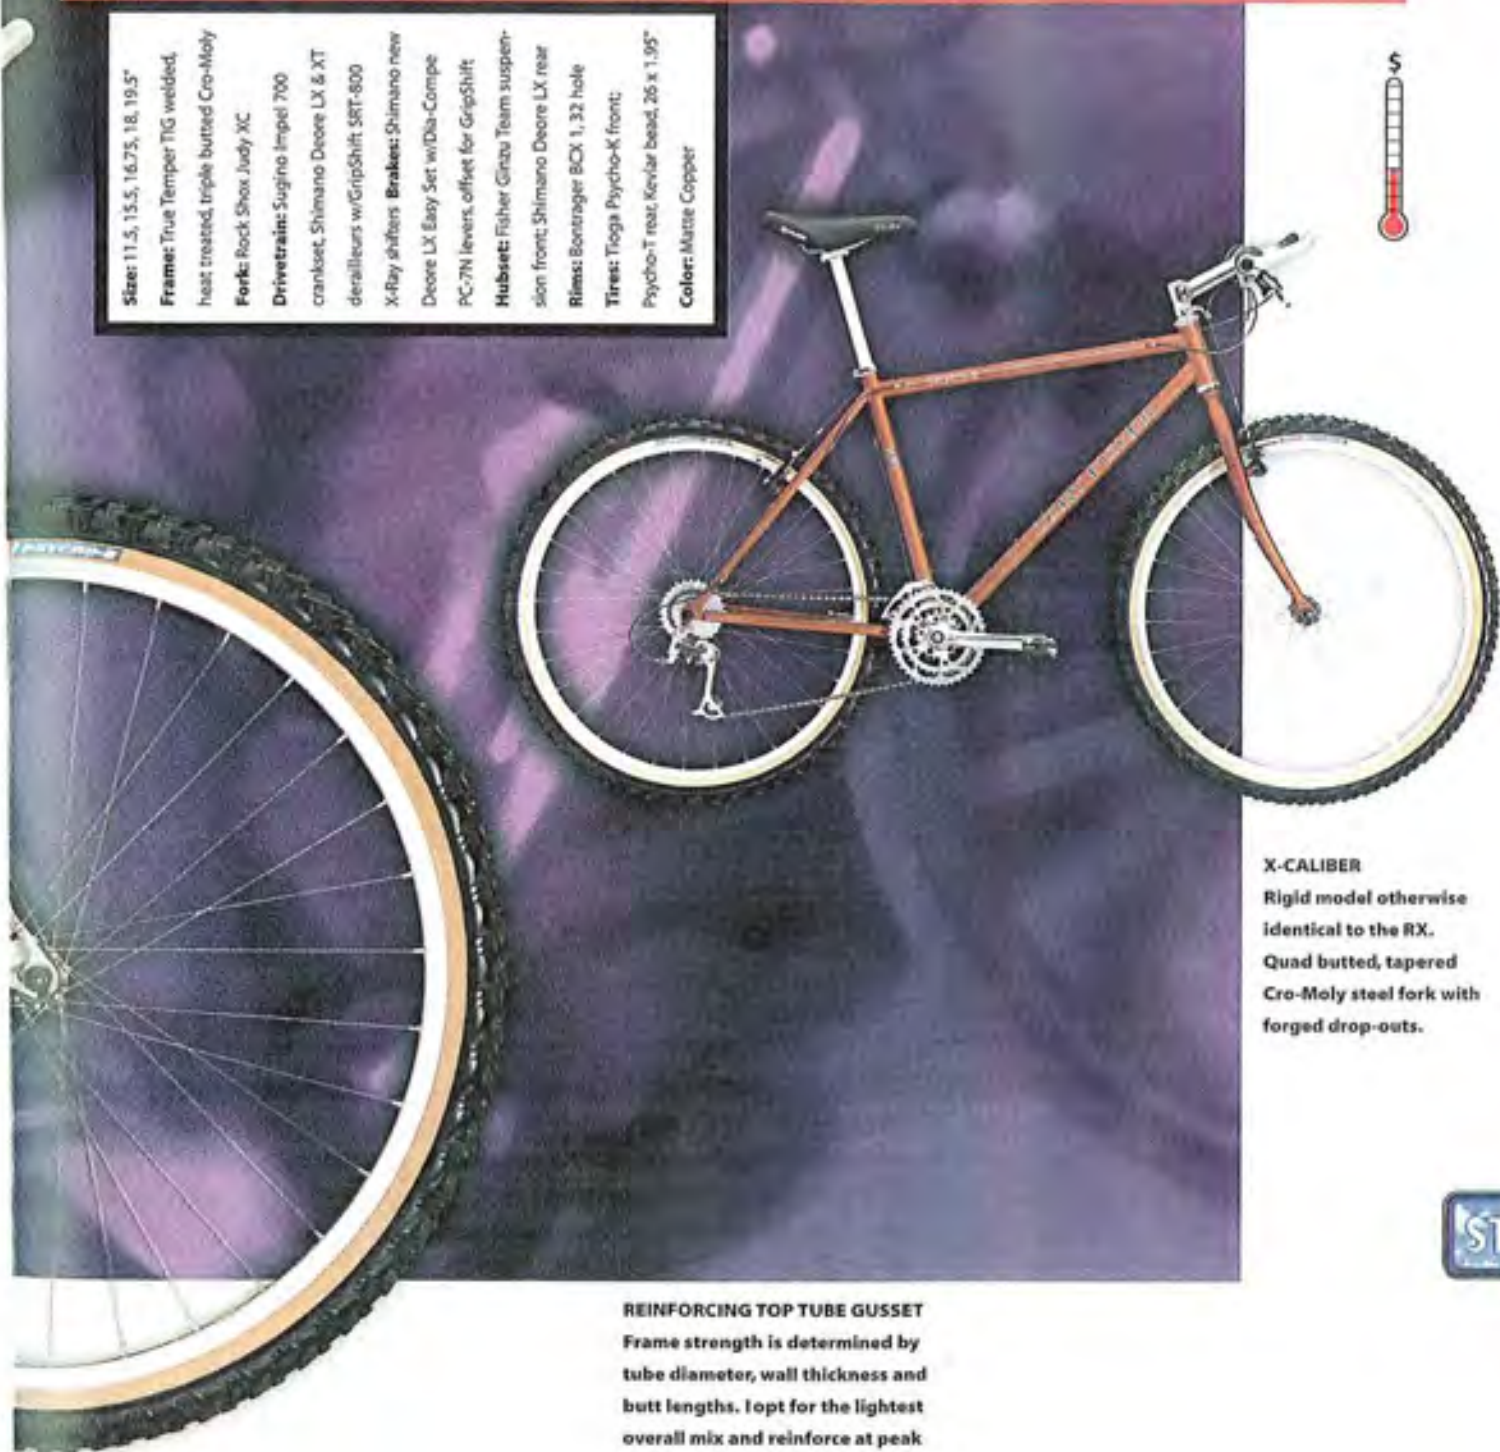 Size: 11.5, 15.5, 16.75, 18, 19.5"
Frame: True Temper TIG welded,
heat treated, triple butted Cro-Moly
Fork: Rock Shox Judy XC
Drivetrain: Sugino Impel 700
crankset, Shimano Deore LX & XT
derailleurs w/GripShift SRT-800
X-Ray shifters Brakes: Shimano new
Deore LX Easy Set w/Dia-Compe
PC-7N levers, offset for GripShift
Hubset: Fisher Ginzu Team suspen-
sion front; Shimano Deore LX rear
Rims: Bontrager BCX 1, 32 hole
Tires: Tioga Psycho-K front;
Psycho-T rear, Kevlar bead, 26 x 1.95"
Color: Matte Copper
$
X-CALIBER
Rigid model otherwise
identical to the RX.
Quad butted, tapered
Cro-Moly steel fork with
forged drop-outs.
ST
REINFORCING TOP TUBE GUSSET
Frame strength is determined by
tube diameter, wall thickness and
butt lengths. I opt for the lightest
overall mix and reinforce at peak